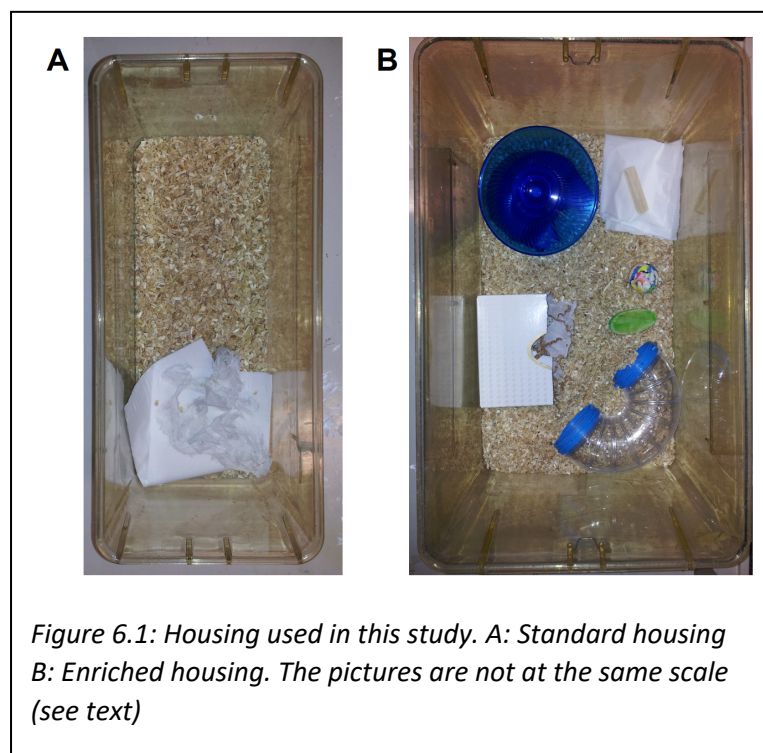 A
B
Figure 6.1: Housing used in this study. A: Standard housing
B: Enriched housing. The pictures are not at the same scale
(see text)